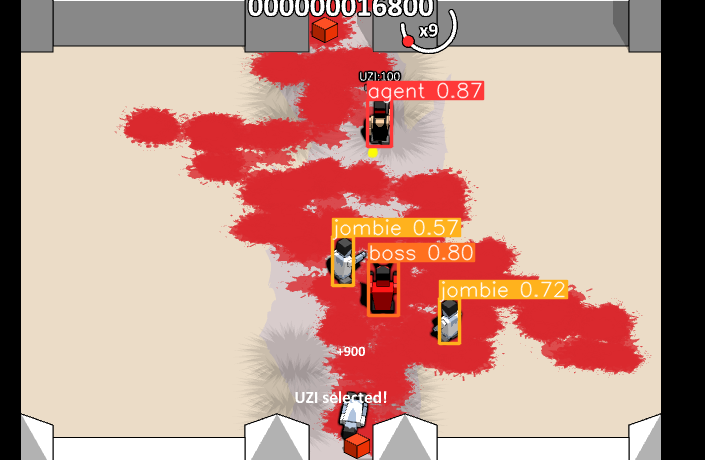 000000016800
x9
UZI:100
agent 0.87
jombie 0.57
boss 0.80
jombie 0.72
+900
UZI selected!